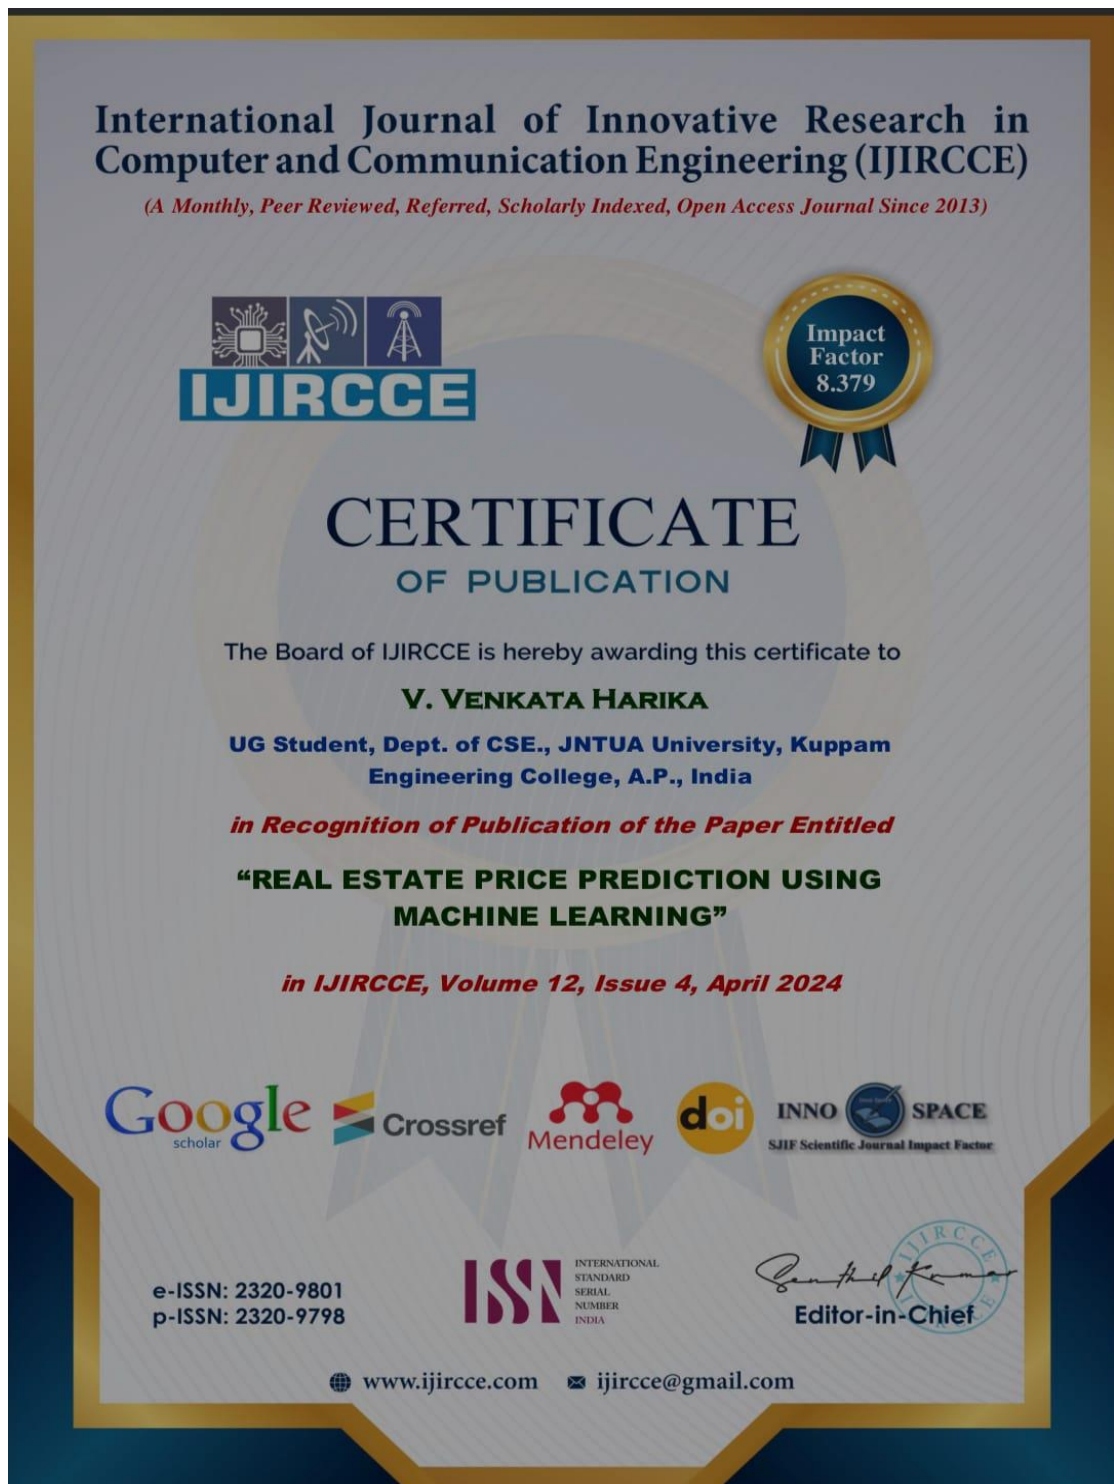 International Journal of Innovative Research in
Computer and Communication Engineering (IJIRCCE)
(A Monthly, Peer Reviewed, Referred, Scholarly Indexed, Open Access Journal Since 2013)
IJIRCCE
Impact
Factor
8.379
CERTIFICATE
OF PUBLICATION
The Board of IJIRCCE is hereby awarding this certificate to
V. VENKATA HARIKA
UG Student, Dept. of CSE., JNTUA University, Kuppam
Engineering College, A.P., India
in Recognition of Publication of the Paper Entitled
“REAL ESTATE PRICE PREDICTION USING
MACHINE LEARNING”
in IJIRCCE, Volume 12, Issue 4, April 2024
Google
scholar
Crossref
Mendeley
doi
INNO SPACE
SJIF Scientific Journal Impact Factor
e-ISSN: 2320-9801
p-ISSN: 2320-9798
ISSN
INTERNATIONAL
STANDARD
SERIAL
NUMBER
INDIA
IJIRCCE
Senthil Kumar
Editor-in-Chief
IJIRCCE
www.ijircce.com ijircce@gmail.com